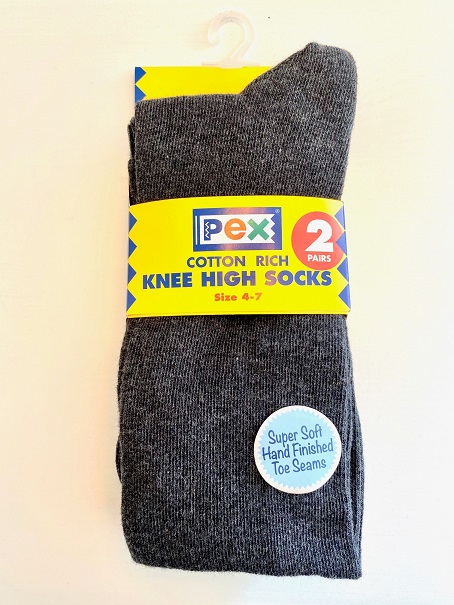 Pex®
2
PAIRS
COTTON RICH
KNEE HIGH SOCKS
Size 4-7
Super Soft
Hand Finished
Toe Seams